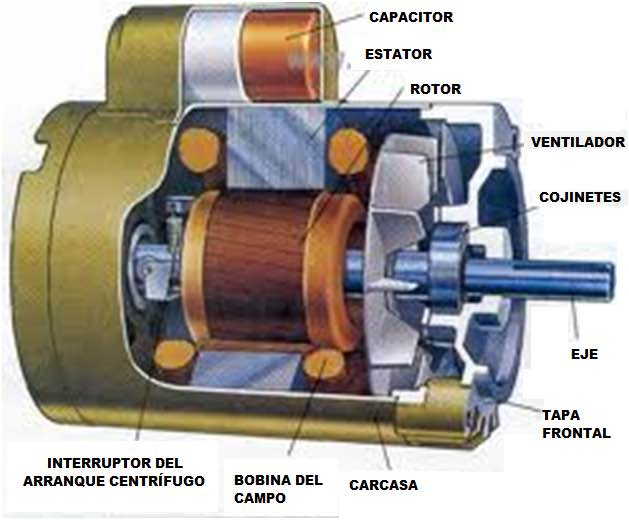 CAPACITOR
ESTATOR
ROTOR
VENTILADOR
COJINETES
EJE
TAPA
FRONTAL
INTERRUPTOR DEL
ARRANQUE CENTRÍFUGO
BOBINA DEL
CAMPO
CARCASA